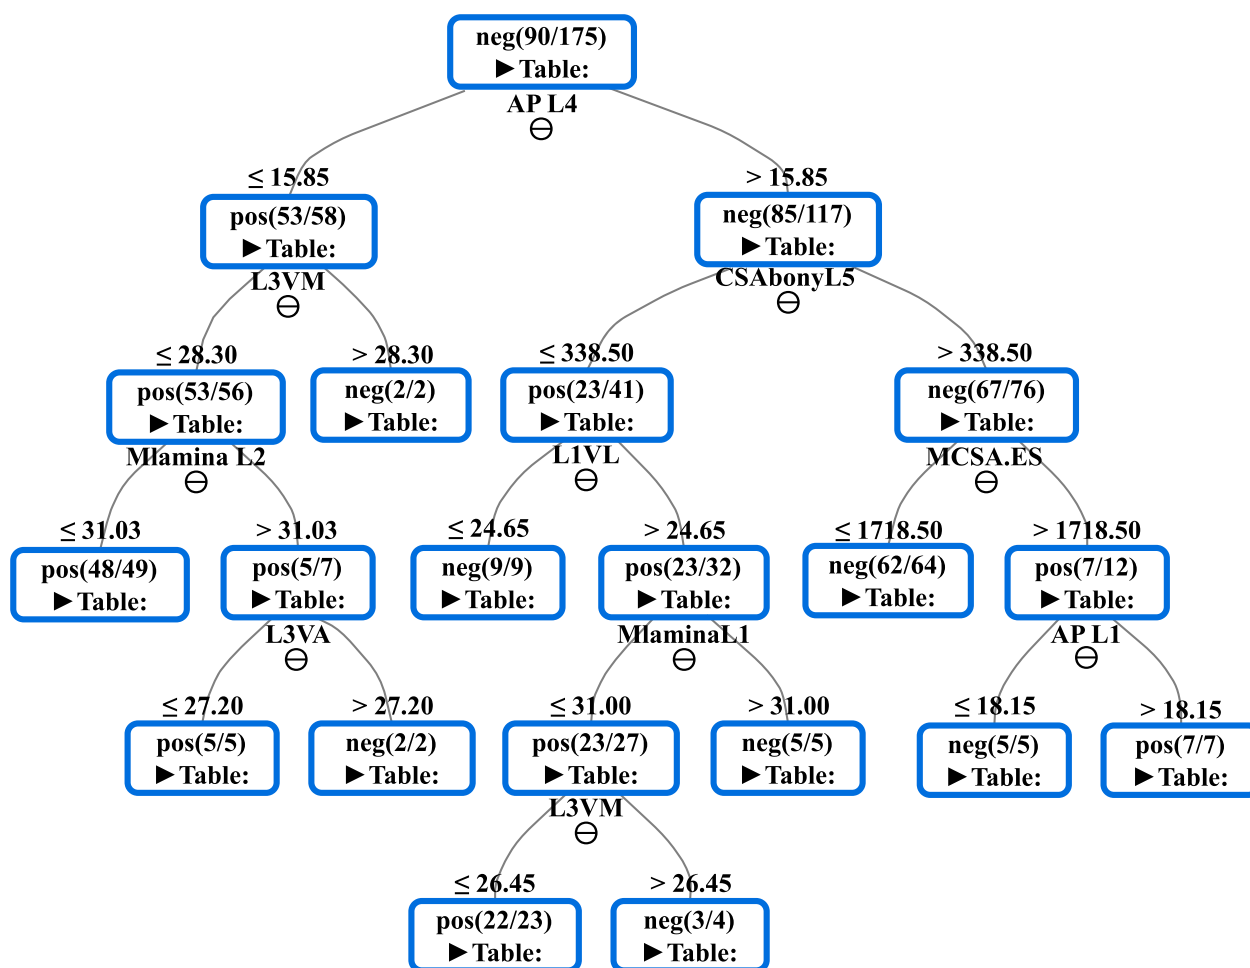 neg(90/175)
►Table:
AP L4
≤ 15.85
> 15.85
pos(53/58)
►Table:
neg(85/117)
►Table:
L3VM
CSAbonyL5
≤ 28.30
> 28.30
≤ 338.50
> 338.50
pos(53/56)
►Table:
neg(2/2)
►Table:
pos(23/41)
►Table:
neg(67/76)
►Table:
Mlamina L2
L1VL
MCSA.ES
≤ 31.03
> 31.03
≤ 24.65
> 24.65
≤ 1718.50
> 1718.50
pos(48/49)
►Table:
pos(5/7)
►Table:
neg(9/9)
►Table:
pos(23/32)
►Table:
neg(62/64)
►Table:
pos(7/12)
►Table:
L3VA
MlaminaL1
AP L1
≤ 27.20
> 27.20
≤ 31.00
> 31.00
≤ 18.15
> 18.15
pos(5/5)
►Table:
neg(2/2)
►Table:
pos(23/27)
►Table:
neg(5/5)
►Table:
neg(5/5)
►Table:
pos(7/7)
►Table:
L3VM
≤ 26.45
> 26.45
pos(22/23)
►Table:
neg(3/4)
►Table: